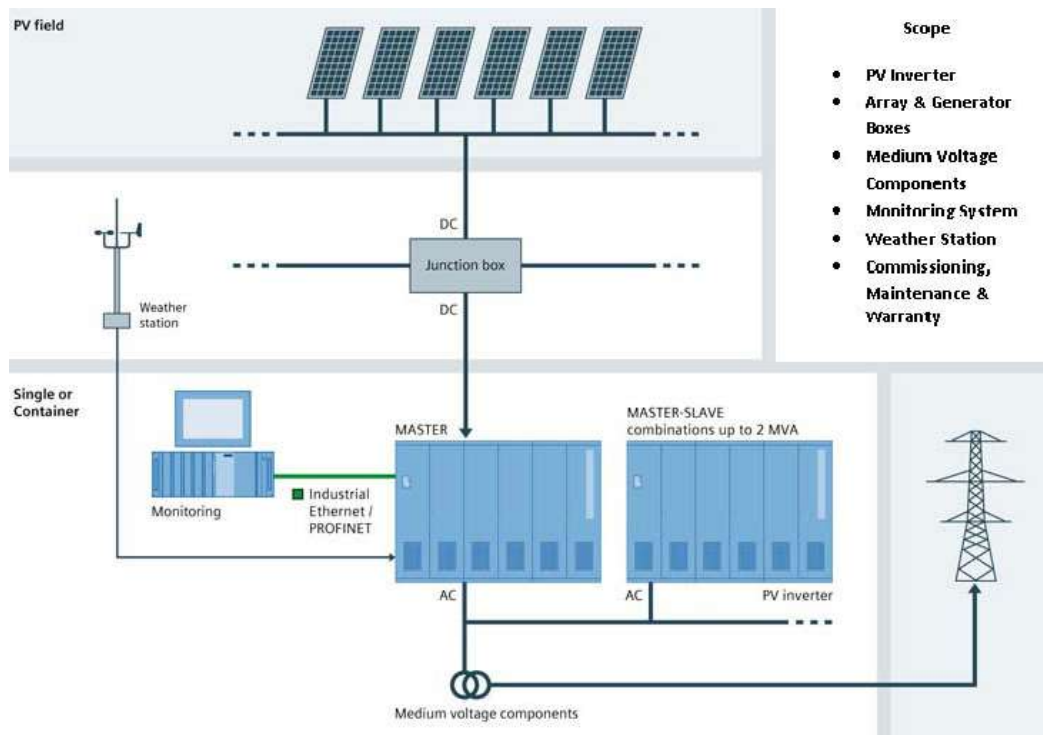 PV field
Scope
• PV Inverter
• Array & Generator
Boxes
• Medium Voltage
Components
• Monitoring System
• Weather Station
• Commissioning,
Maintenance &
Warranty
DC
Junction box
DC
Weather
station
Single or
Container
MASTER
MASTER-SLAVE
combinations up to 2 MVA
Monitoring
Industrial
Ethernet /
PROFINET
AC
AC
PV inverter
Medium voltage components